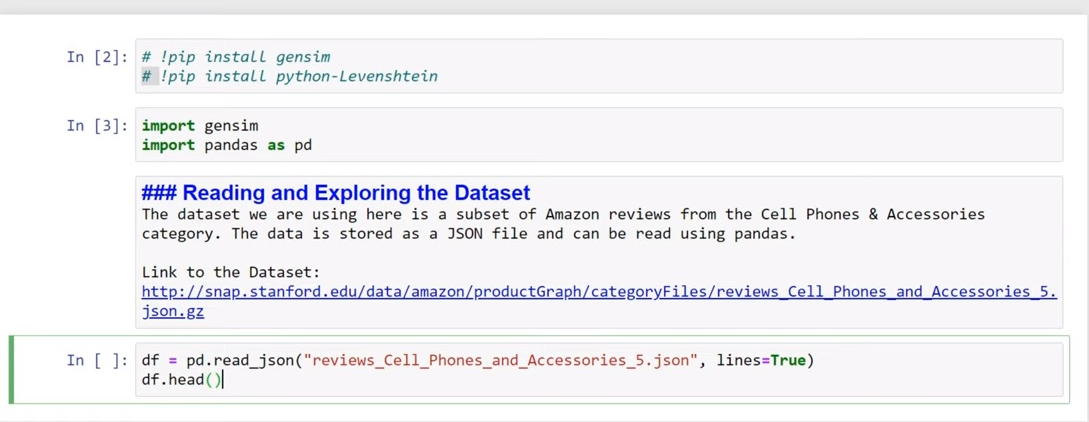 In [2]: # !pip install gensim
# !pip install python-Levenshtein
In [3]: import gensim
import pandas as pd
### Reading and Exploring the Dataset
The dataset we are using here is a subset of Amazon reviews from the Cell Phones & Accessories
category. The data is stored as a JSON file and can be read using pandas.
Link to the Dataset:
http://snap.stanford.edu/data/amazon/productGraph/categoryFiles/reviews_Cell_Phones_and_Accessories_5.
json.gz
In [ ]: df = pd.read_json("reviews_Cell_Phones_and_Accessories_5.json", lines=True)
df.head()